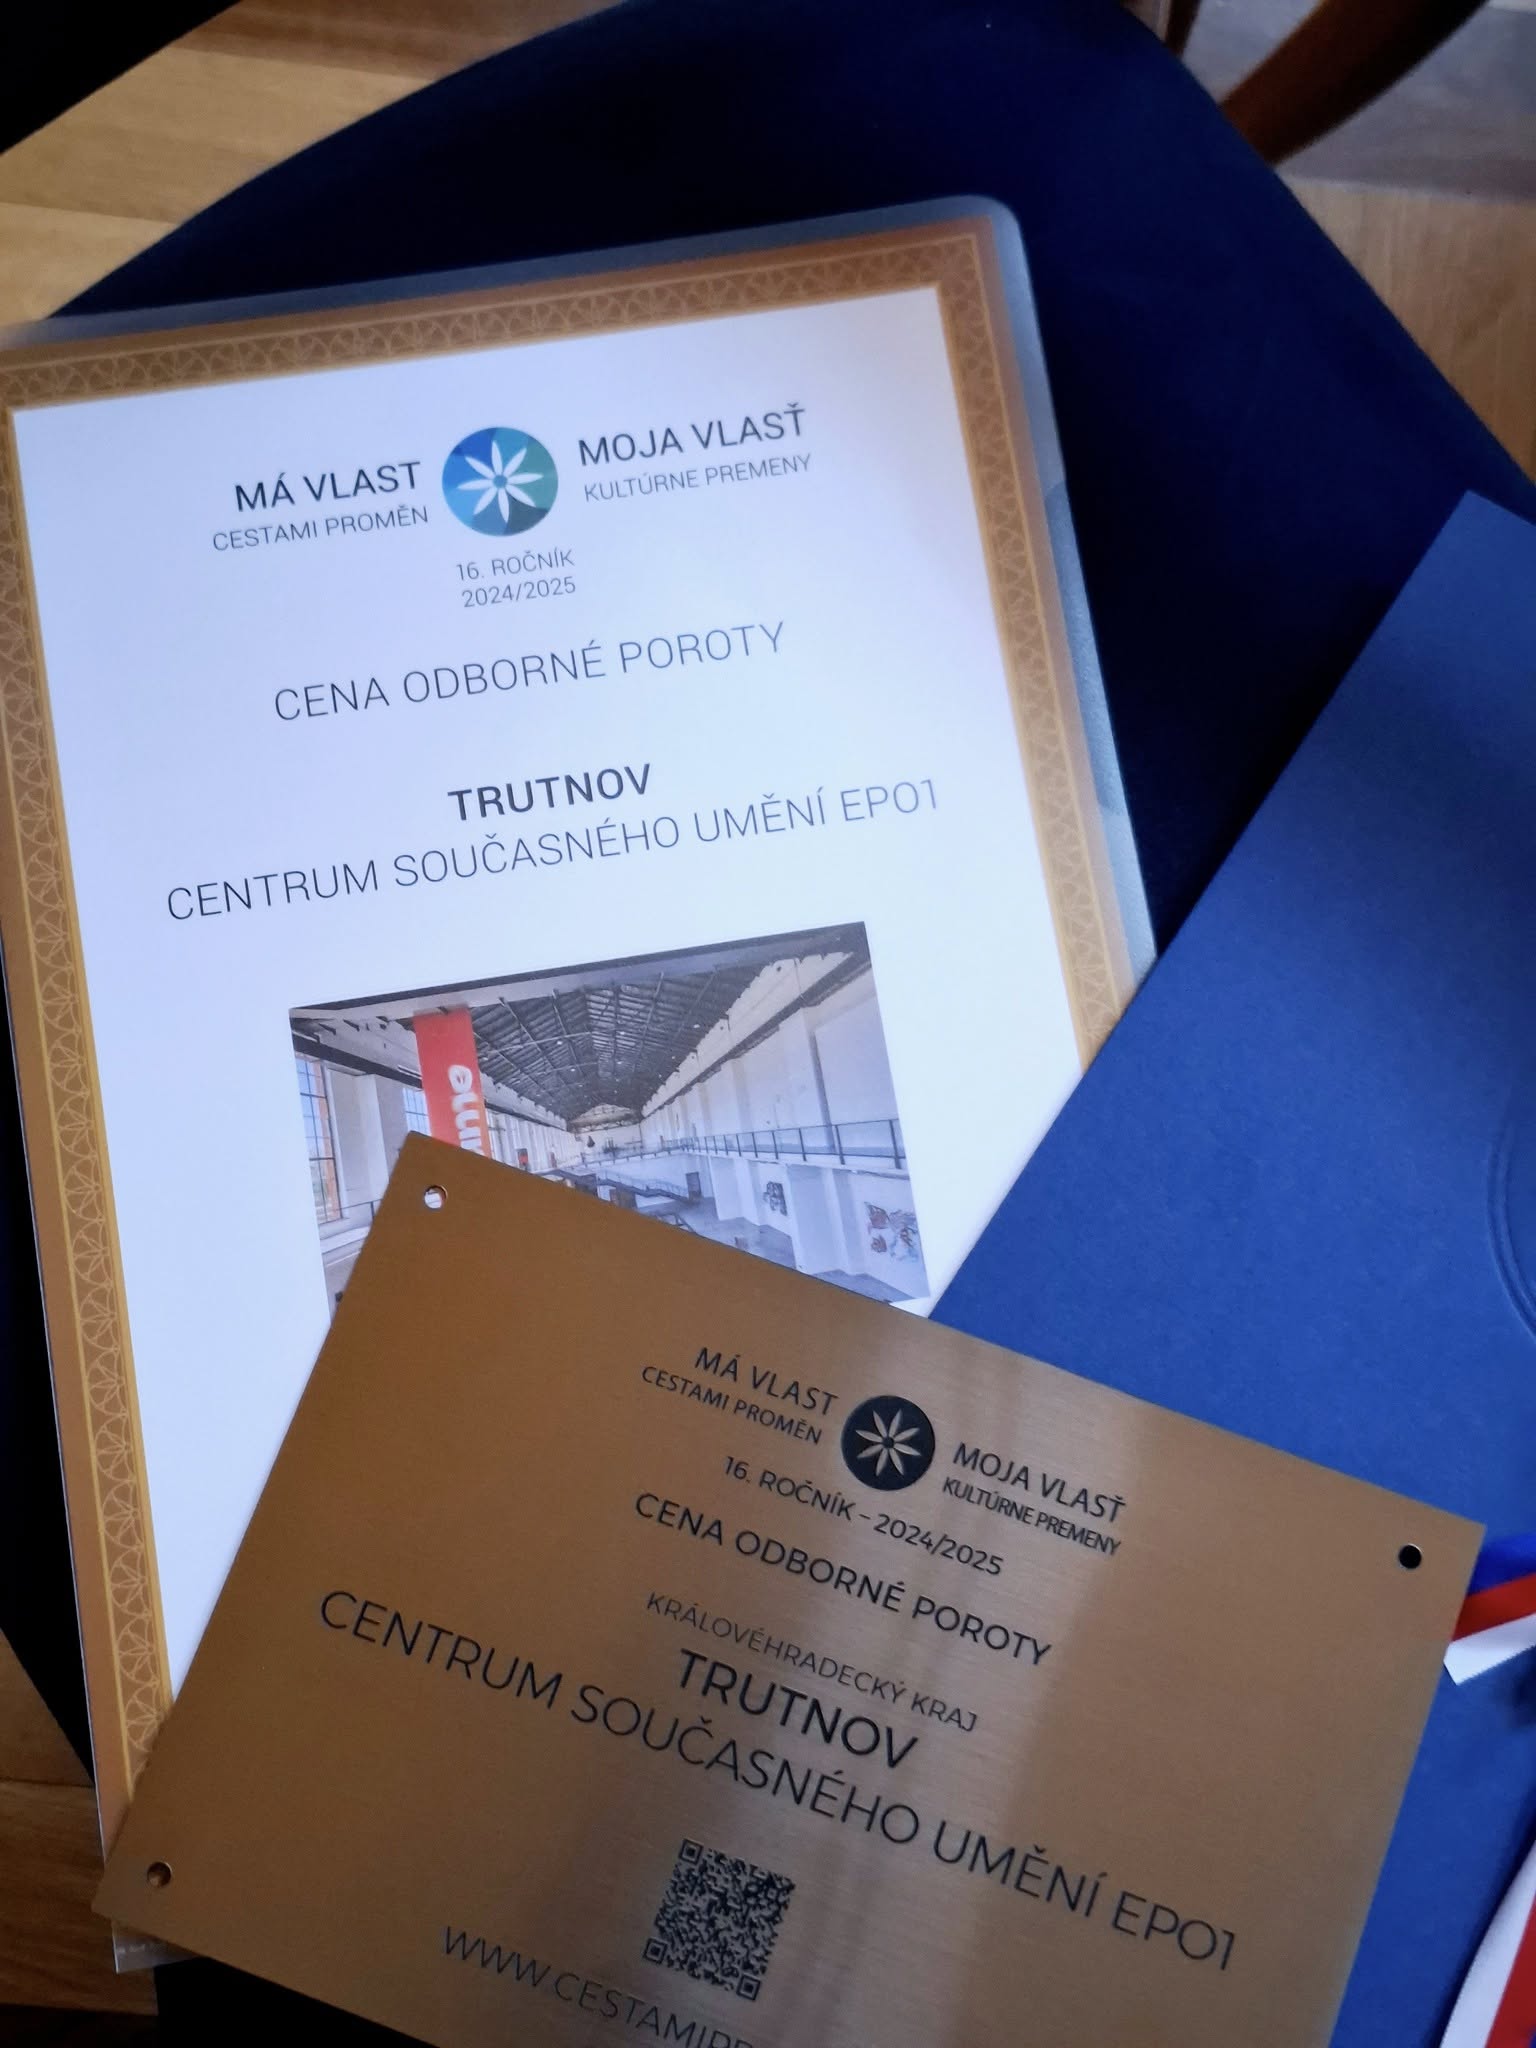 MÁ VLAST
CESTAMI PROMĚN
MOJA VLASŤ
KULTÚRNE PREMENY
16. ROČNÍK
2024/2025
CENA ODBORNÉ POROTY
TRUTNOV
CENTRUM SOUČASNÉHO UMĚNÍ EPO1
MÁ VLAST
CESTAMI PROMĚN
MOJA VLASŤ
KULTÚRNE PREMENY
16. ROČNÍK - 2024/2025
CENA ODBORNÉ POROTY
KRÁLOVÉHRADECKÝ KRAJ
TRUTNOV
CENTRUM SOUČASNÉHO UMĚNÍ EPO1